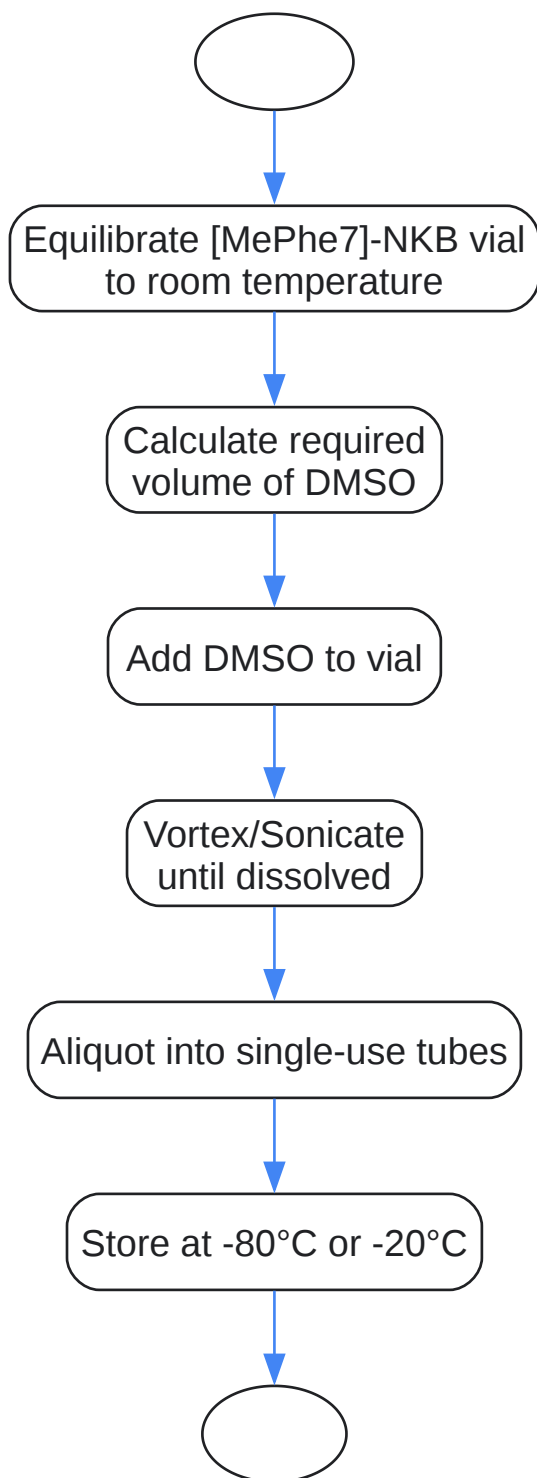 Equilibrate [MePhe7]-NKB vial
to room temperature
Calculate required
volume of DMSO
Add DMSO to vial
Vortex/Sonicate
until dissolved
Aliquot into single-use tubes
Store at -80°C or -20°C